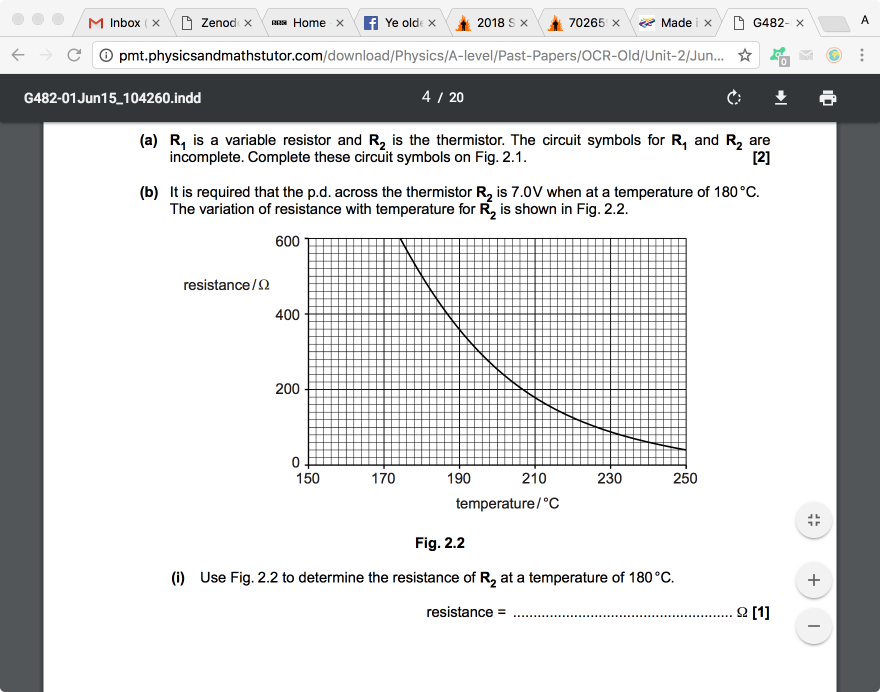 Inbox (
Zenod
Home
Ye olde
2018 S
70265
Made i
G482-
A
pmt.physicsandmathstutor.com/download/Physics/A-level/Past-Papers/OCR-Old/Unit-2/Jun...
0
G482-01Jun15_104260.indd
4 / 20
(a) R1 is a variable resistor and R2 is the thermistor. The circuit symbols for R1 and R2 are
incomplete. Complete these circuit symbols on Fig. 2.1. [2]
(b) It is required that the p.d. across the thermistor R2 is 7.0V when at a temperature of 180°C.
The variation of resistance with temperature for R2 is shown in Fig. 2.2.
600
resistance/Ω
400
200
0
150 170 190 210 230 250
temperature/°C
Fig. 2.2
(i) Use Fig. 2.2 to determine the resistance of R2 at a temperature of 180°C.
resistance = ...................................................... Ω [1]